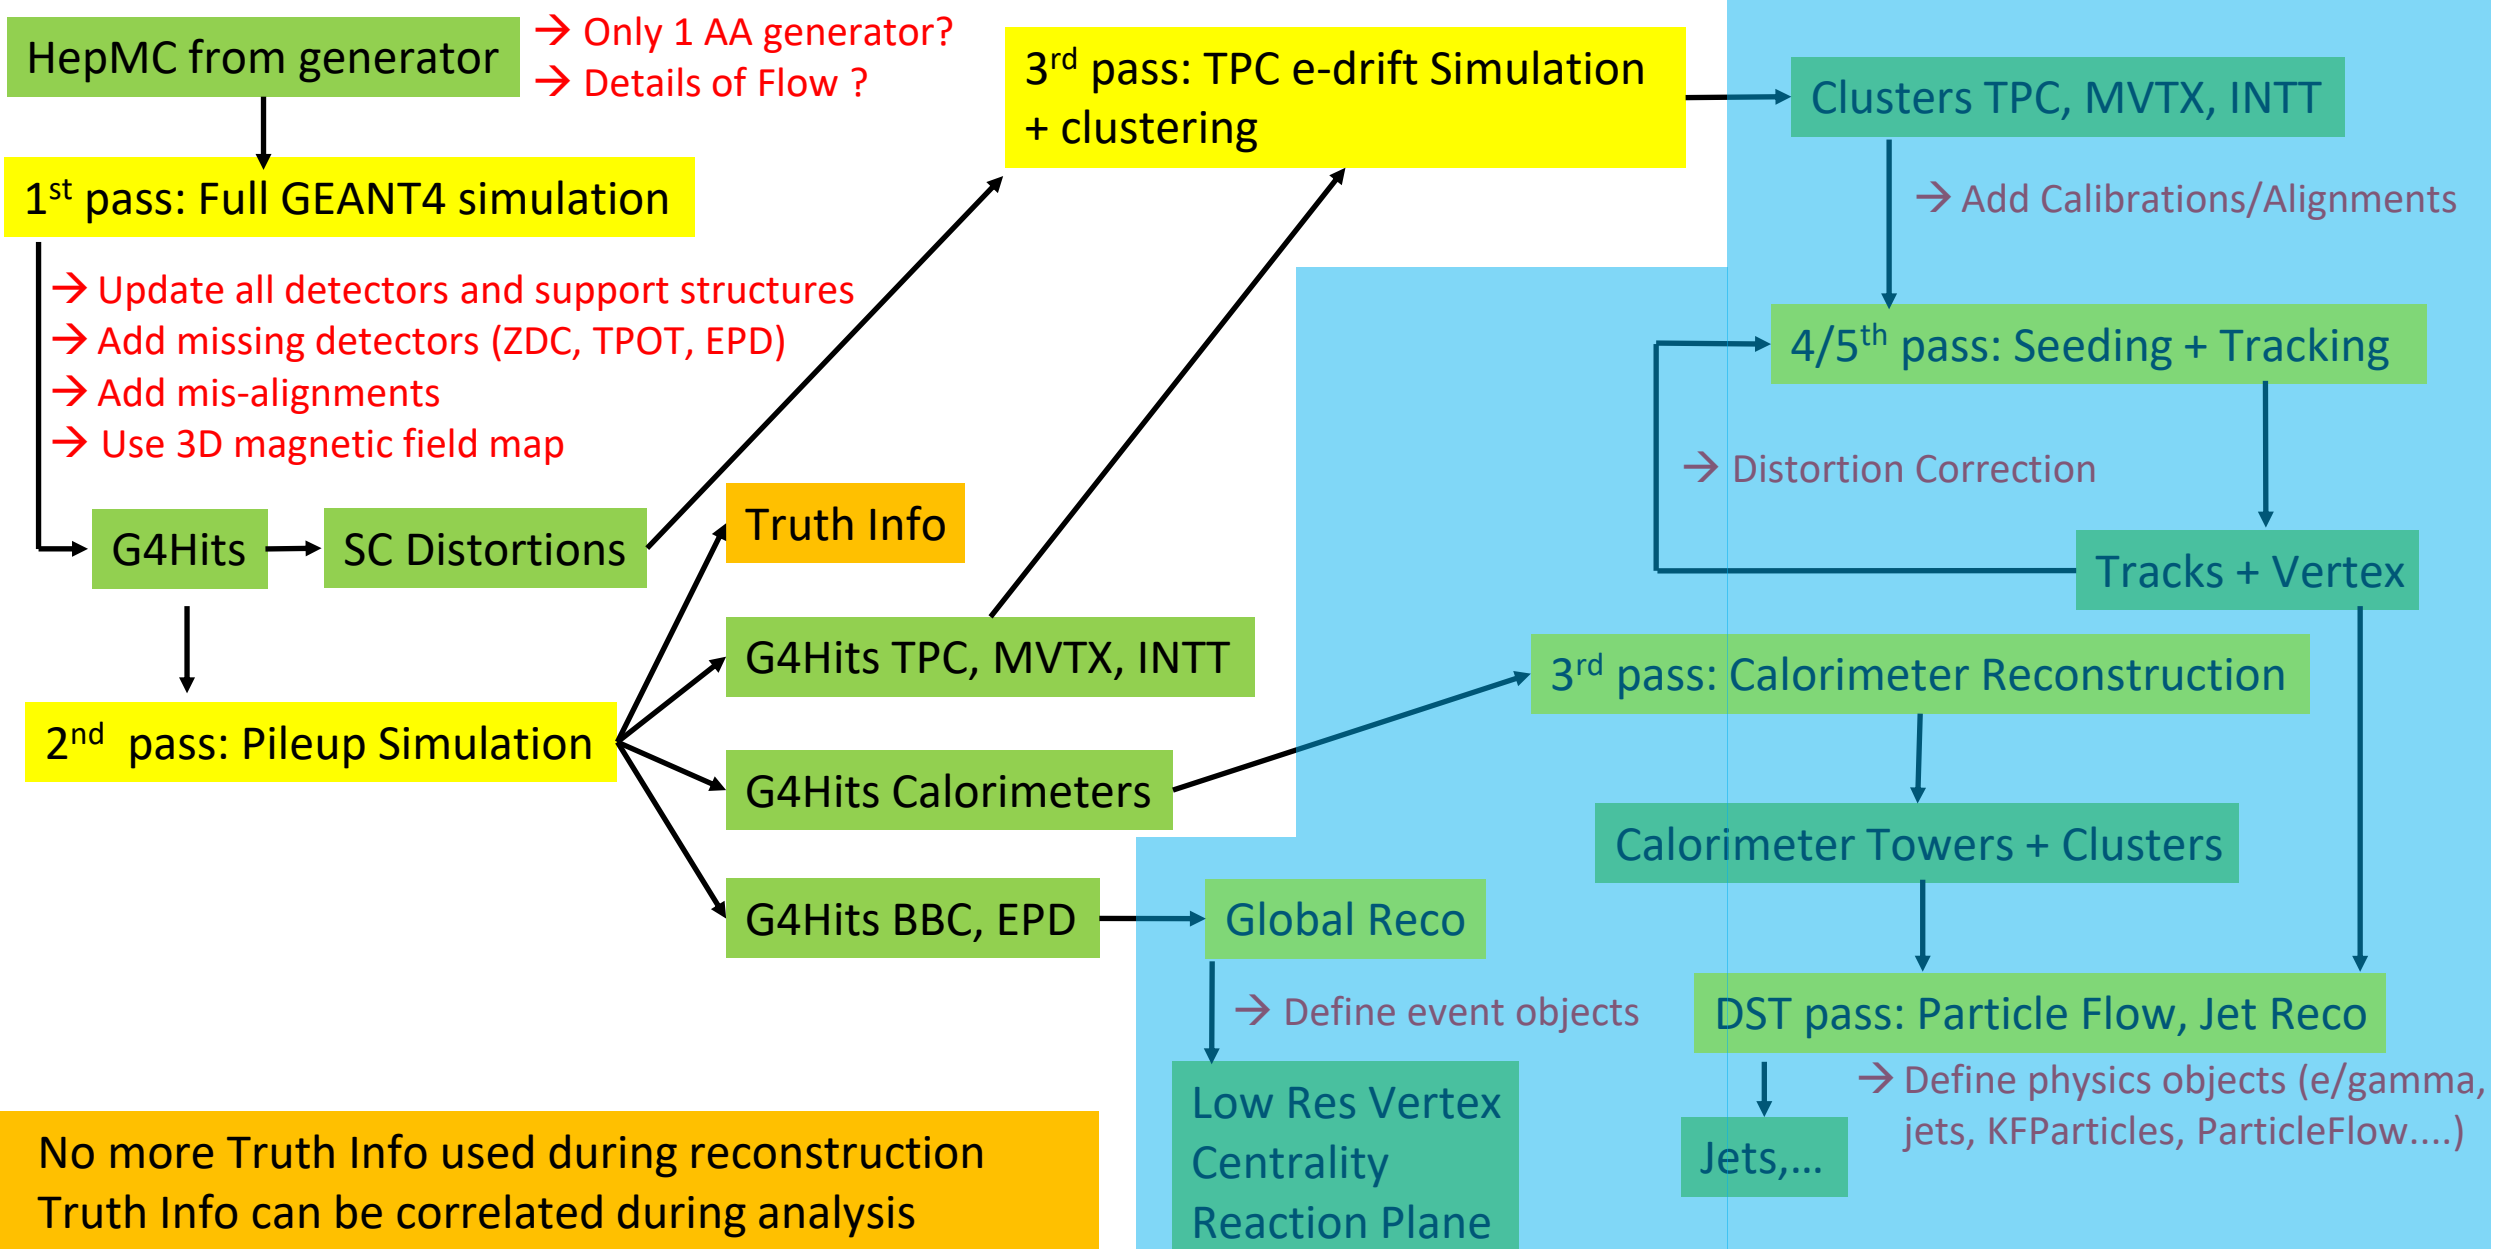 HepMC from generator
→ Only 1 AA generator?
→ Details of Flow ?
1st pass: Full GEANT4 simulation
→ Update all detectors and support structures
→ Add missing detectors (ZDC, TPOT, EPD)
→ Add mis-alignments
→ Use 3D magnetic field map
G4Hits
SC Distortions
2nd pass: Pileup Simulation
Truth Info
G4Hits TPC, MVTX, INTT
G4Hits Calorimeters
G4Hits BBC, EPD
3rd pass: TPC e-drift Simulation
+ clustering
Clusters TPC, MVTX, INTT
→ Add Calibrations/Alignments
4/5th pass: Seeding + Tracking
→ Distortion Correction
Tracks + Vertex
3rd pass: Calorimeter Reconstruction
Calorimeter Towers + Clusters
Global Reco
→ Define event objects
Low Res Vertex
Centrality
Reaction Plane
DST pass: Particle Flow, Jet Reco
→ Define physics objects (e/gamma,
jets, KFParticles, ParticleFlow....)
Jets,...
No more Truth Info used during reconstruction
Truth Info can be correlated during analysis